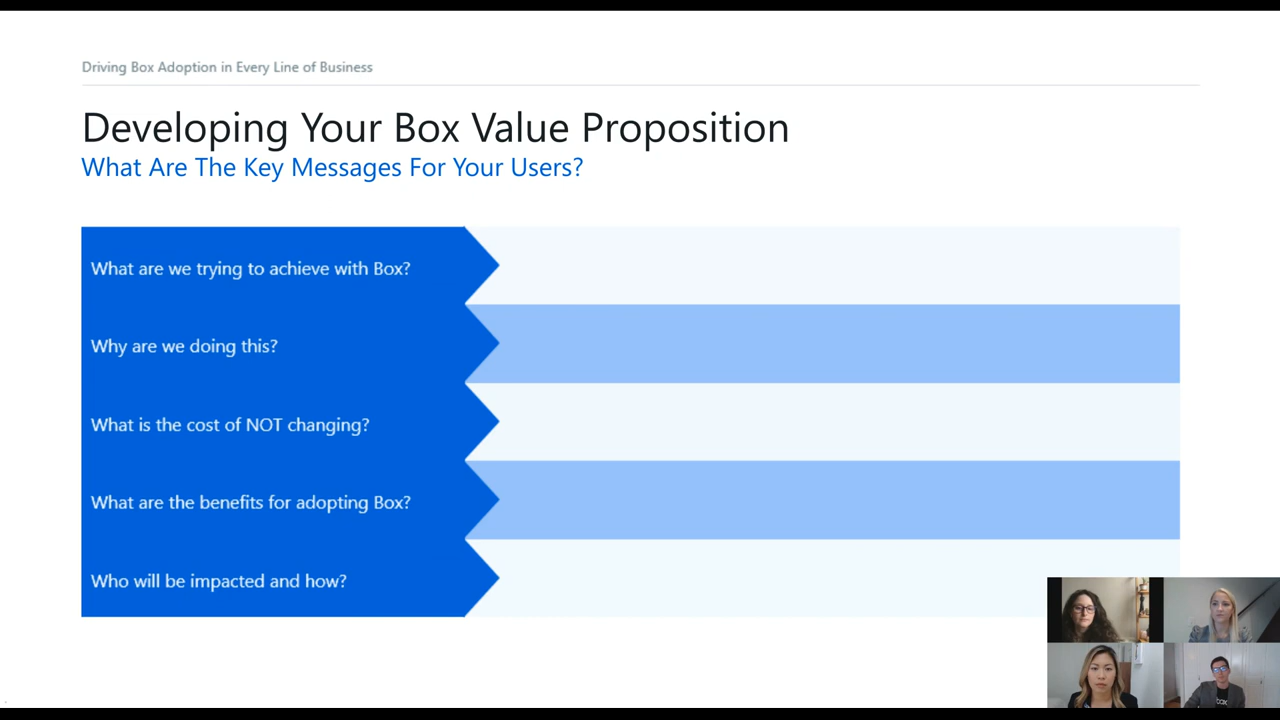 Driving Box Adoption in Every Line of Business
Developing Your Box Value Proposition
What Are The Key Messages For Your Users?
What are we trying to achieve with Box?
Why are we doing this?
What is the cost of NOT changing?
What are the benefits for adopting Box?
Who will be impacted and how?
box